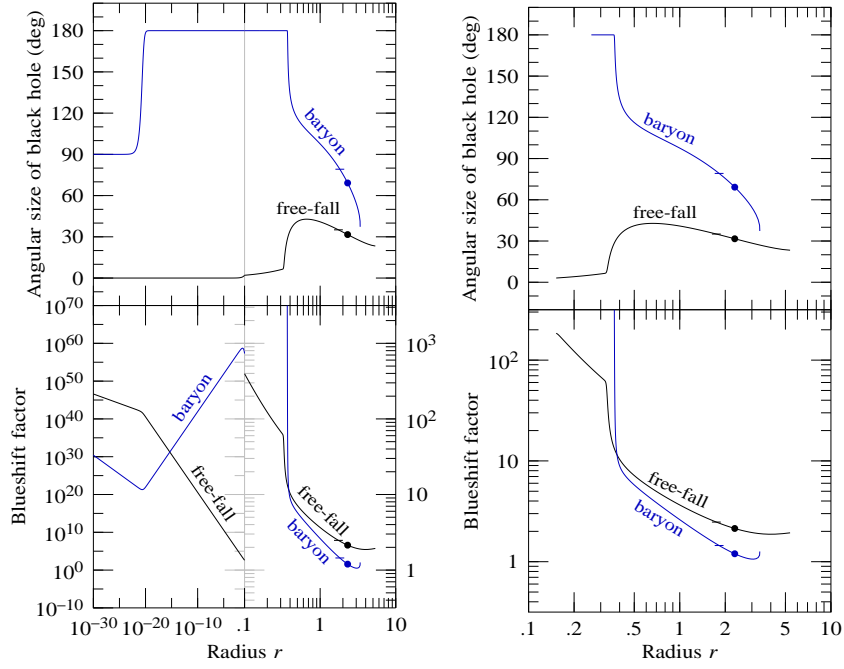 Angular size of black hole (deg)
180
150
120
90
60
30
0
baryon
free-fall
Angular size of black hole (deg)
180
150
120
90
60
30
0
baryon
free-fall
Blueshift factor
10^70
10^60
10^50
10^40
10^30
10^20
10^10
10^0
10^−10
baryon
free-fall
free-fall
baryon
10^3
10^2
10
1
10^−30
10^−20
10^−10
.1
1
10
Radius r
Blueshift factor
10^2
10
1
free-fall
baryon
.1
.2
.5
1
2
5
10
Radius r